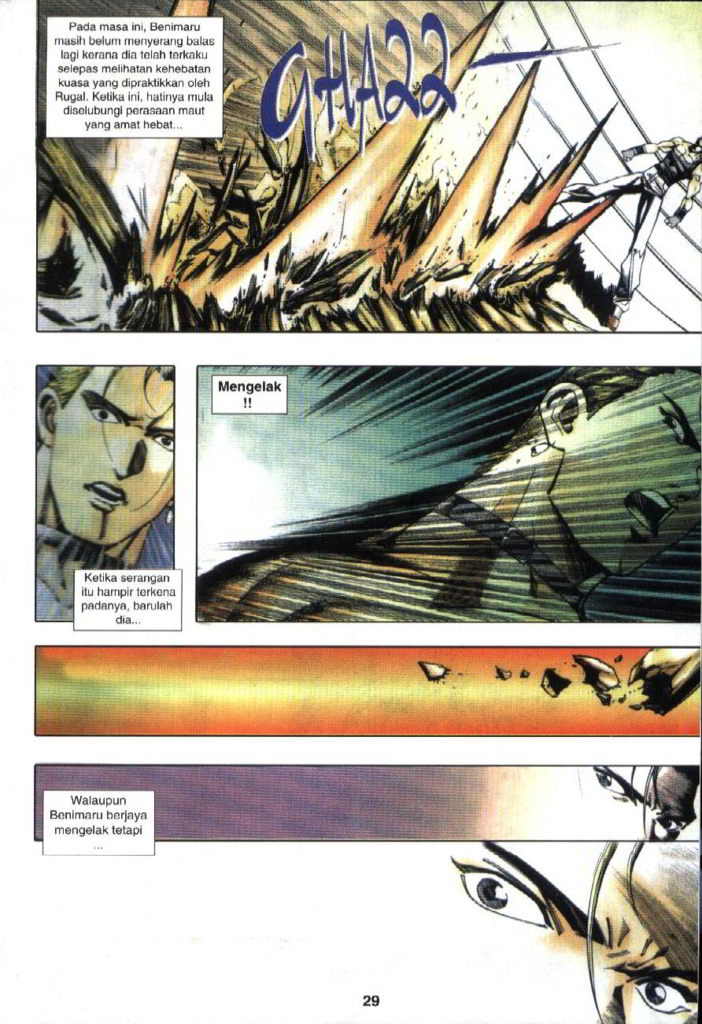 Pada masa ini, Benimaru
masih belum menyerang balas
lagi kerana dia telah terkaku
selepas melihatan kehebatan
kuasa yang dipraktikkan oleh
Rugal. Ketika ini, hatinya mula
diselubungi perasaan maut
yang amat hebat...
GHAZZ
Mengelak
!!
Ketika serangan
itu hampir terkena
padanya, barulah
dia...
Walaupun
Benimaru berjaya
mengelak tetapi
...
29